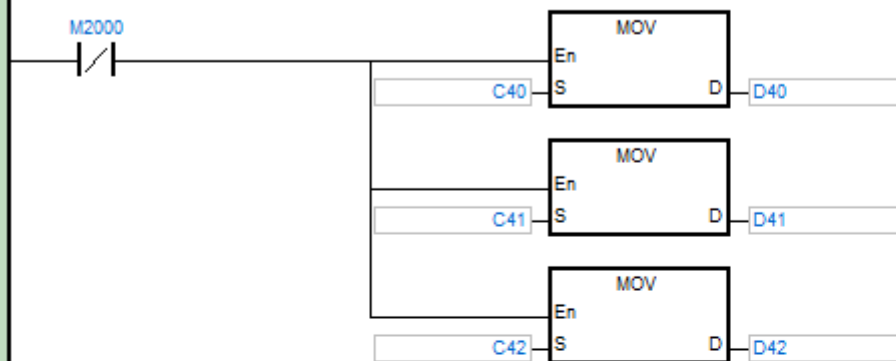 M2000
MOV
En
C40 S D D40
MOV
En
C41 S D D41
MOV
En
C42 S D D42